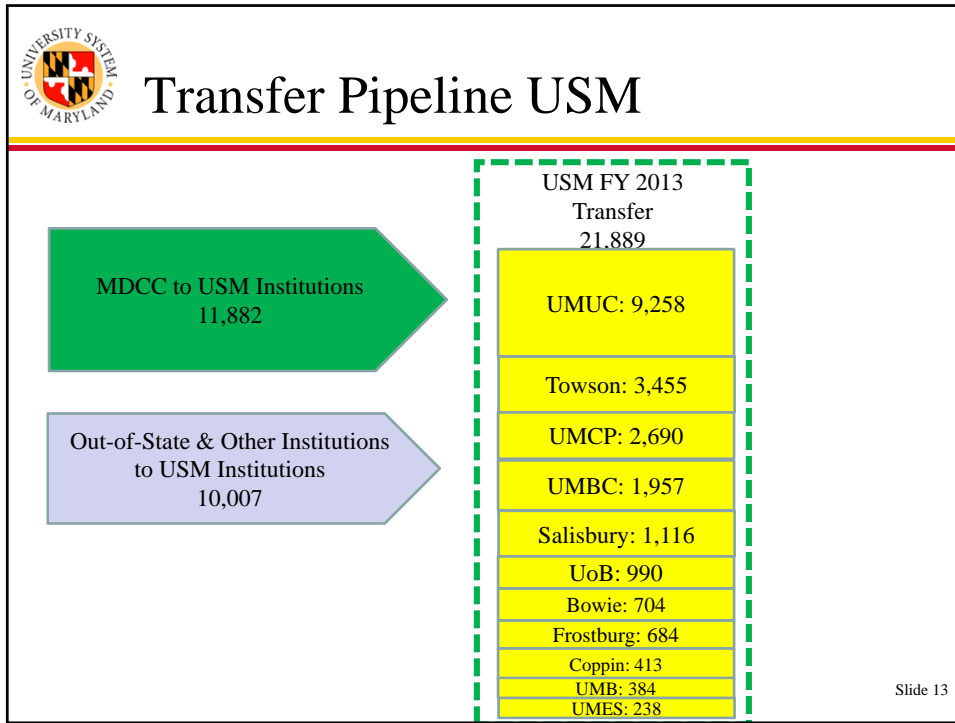 UNIVERSITY SYSTEM
OF MARYLAND
Transfer Pipeline USM
USM FY 2013
Transfer
21,889
MDCC to USM Institutions
11,882
Out-of-State & Other Institutions
to USM Institutions
10,007
UMUC: 9,258
Towson: 3,455
UMCP: 2,690
UMBC: 1,957
Salisbury: 1,116
UoB: 990
Bowie: 704
Frostburg: 684
Coppin: 413
UMB: 384
UMES: 238
Slide 13